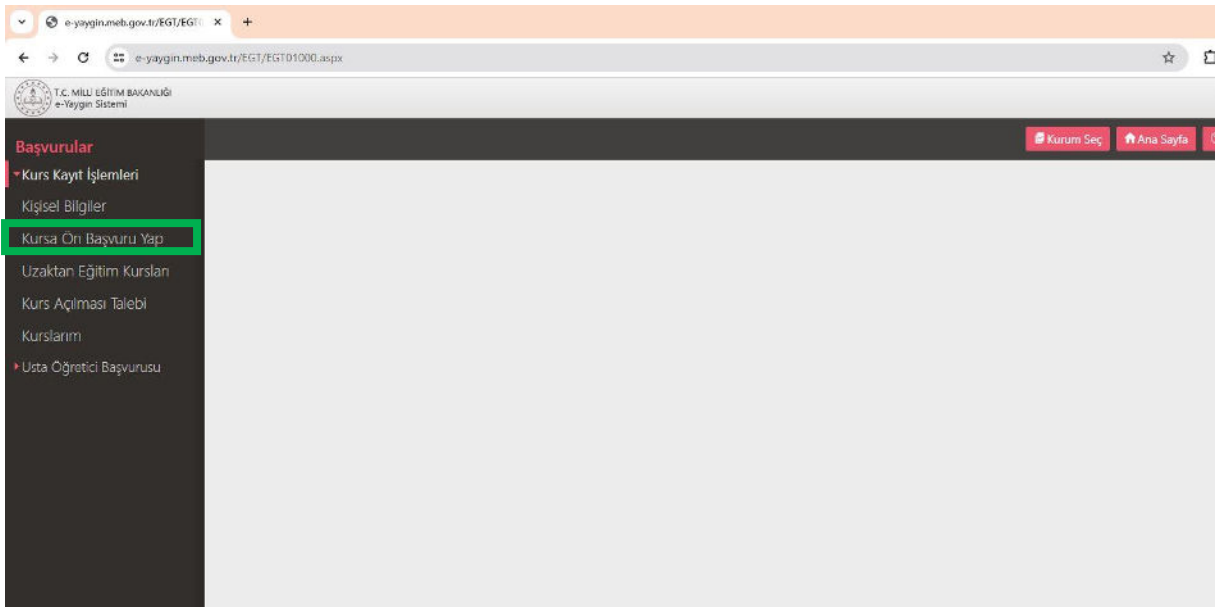 e-yaygin.meb.gov.tr/EGT/EGT
e-yaygin.meb.gov.tr/EGT/EGT01000.aspx
T.C. MİLLİ EĞİTİM BAKANLIĞI
e-Yaygın Sistemi
Kurum Seç Ana Sayfa
Başvurular
Kurs Kayıt İşlemleri
Kişisel Bilgiler
Kursa Ön Başvuru Yap
Uzaktan Eğitim Kursları
Kurs Açılması Talebi
Kurslarım
Usta Öğretici Başvurusu